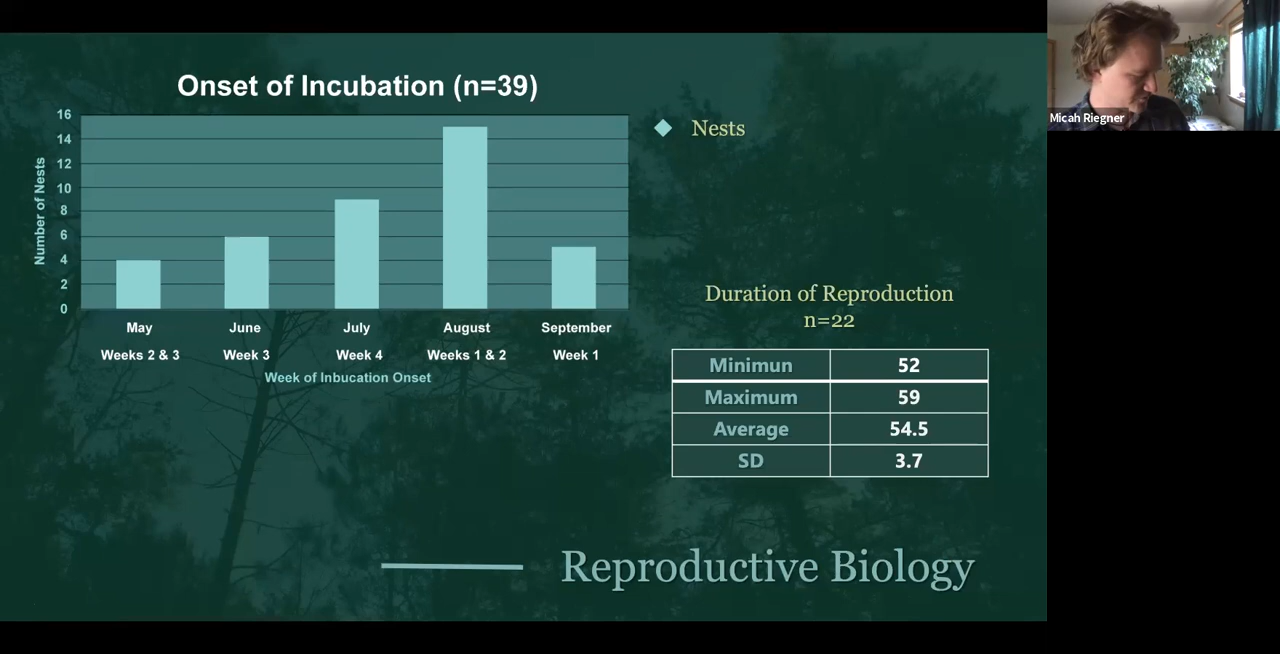 Onset of Incubation (n=39)
16
14
12
10
8
6
4
2
0
Number of Nests
May
June
July
August
September
Weeks 2 & 3
Week 3
Week 4
Weeks 1 & 2
Week 1
Week of Inbucation Onset
Nests
Duration of Reproduction
n=22
Minimun 52
Maximum 59
Average 54.5
SD 3.7
Reproductive Biology
Micah Riegner